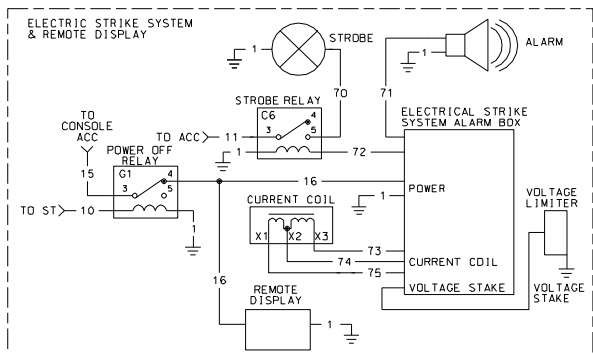 ELECTRIC STRIKE SYSTEM
& REMOTE DISPLAY
STROBE
1
ALARM
1
70
71
STROBE RELAY
C6
4
3
5
TO ACC
11
1
72
ELECTRICAL STRIKE
SYSTEM ALARM BOX
TO
CONSOLE
ACC
POWER OFF
RELAY
15
G1
4
3
5
16
POWER
1
TO ST
10
1
CURRENT COIL
X1
X2
X3
VOLTAGE
LIMITER
73
74
CURRENT COIL
75
VOLTAGE STAKE
VOLTAGE
STAKE
16
REMOTE
DISPLAY
1